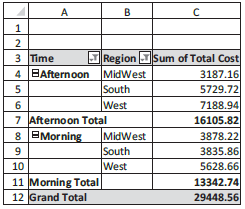 A B C
1
2
3 Time Region Sum of Total Cost
4 Afternoon MidWest 3187.16
5 South 5729.72
6 West 7188.94
7 Afternoon Total 16105.82
8 Morning MidWest 3878.22
9 South 3835.86
10 West 5628.66
11 Morning Total 13342.74
12 Grand Total 29448.56